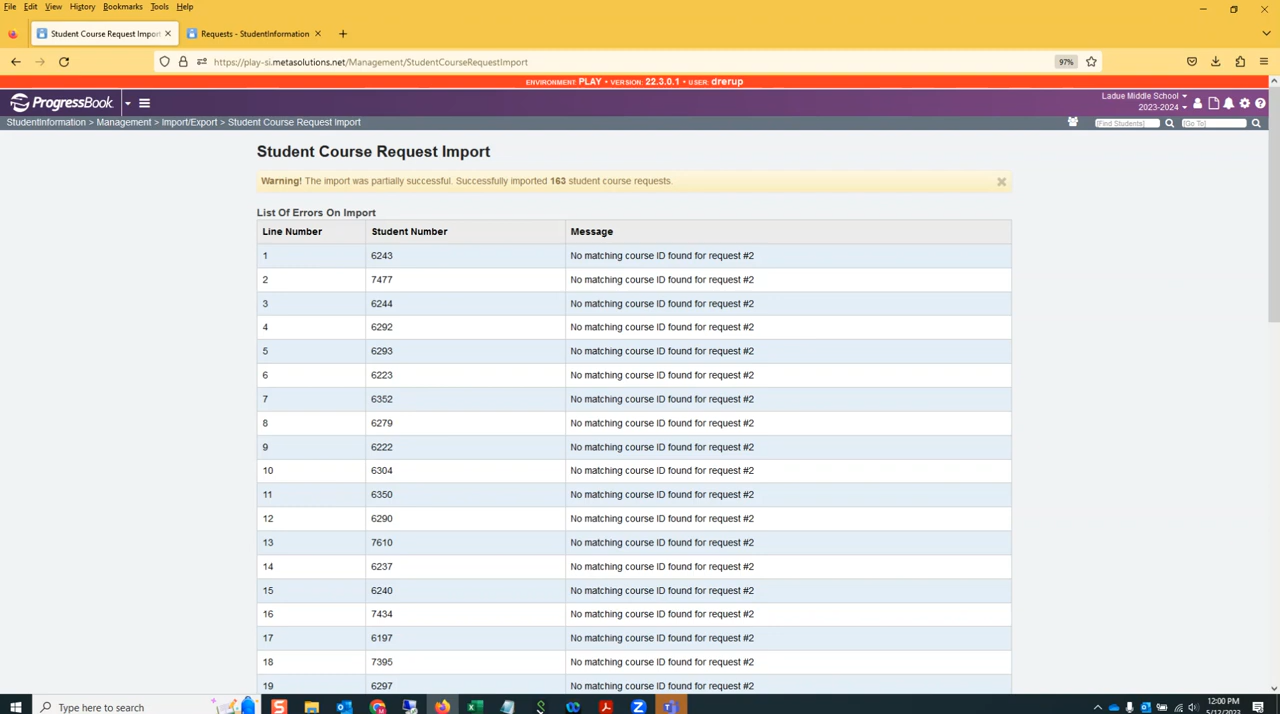 File Edit View History Bookmarks Tools Help
Student Course Request Import × Requests - StudentInformation × +
https://play-si.metasolutions.net/Management/StudentCourseRequestImport 97%
ENVIRONMENT: PLAY • VERSION: 22.3.0.1 • USER: drerup
ProgressBook Ladue Middle School
2023-2024
StudentInformation > Management > Import/Export > Student Course Request Import [Find Students] [Go To]
Student Course Request Import
Warning! The import was partially successful. Successfully imported 163 student course requests. ×
List Of Errors On Import
Line Number Student Number Message
1 6243 No matching course ID found for request #2
2 7477 No matching course ID found for request #2
3 6244 No matching course ID found for request #2
4 6292 No matching course ID found for request #2
5 6293 No matching course ID found for request #2
6 6223 No matching course ID found for request #2
7 6352 No matching course ID found for request #2
8 6279 No matching course ID found for request #2
9 6222 No matching course ID found for request #2
10 6304 No matching course ID found for request #2
11 6350 No matching course ID found for request #2
12 6290 No matching course ID found for request #2
13 7610 No matching course ID found for request #2
14 6237 No matching course ID found for request #2
15 6240 No matching course ID found for request #2
16 7434 No matching course ID found for request #2
17 6197 No matching course ID found for request #2
18 7395 No matching course ID found for request #2
19 6297 No matching course ID found for request #2
Type here to search 12:00 PM
5/12/2023